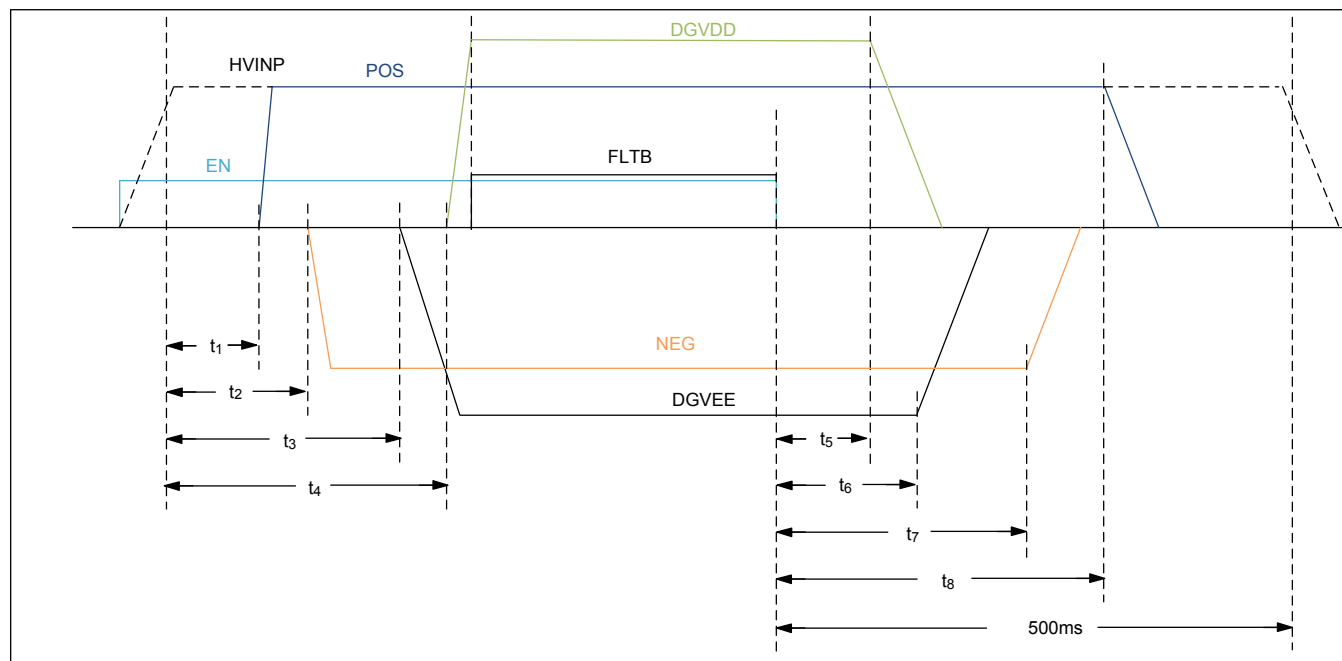 DGVDD
HVINP
POS
FLTB
EN
NEG
t1
t2
DGVEE
t3
t5
t4
t6
t7
t8
500ms